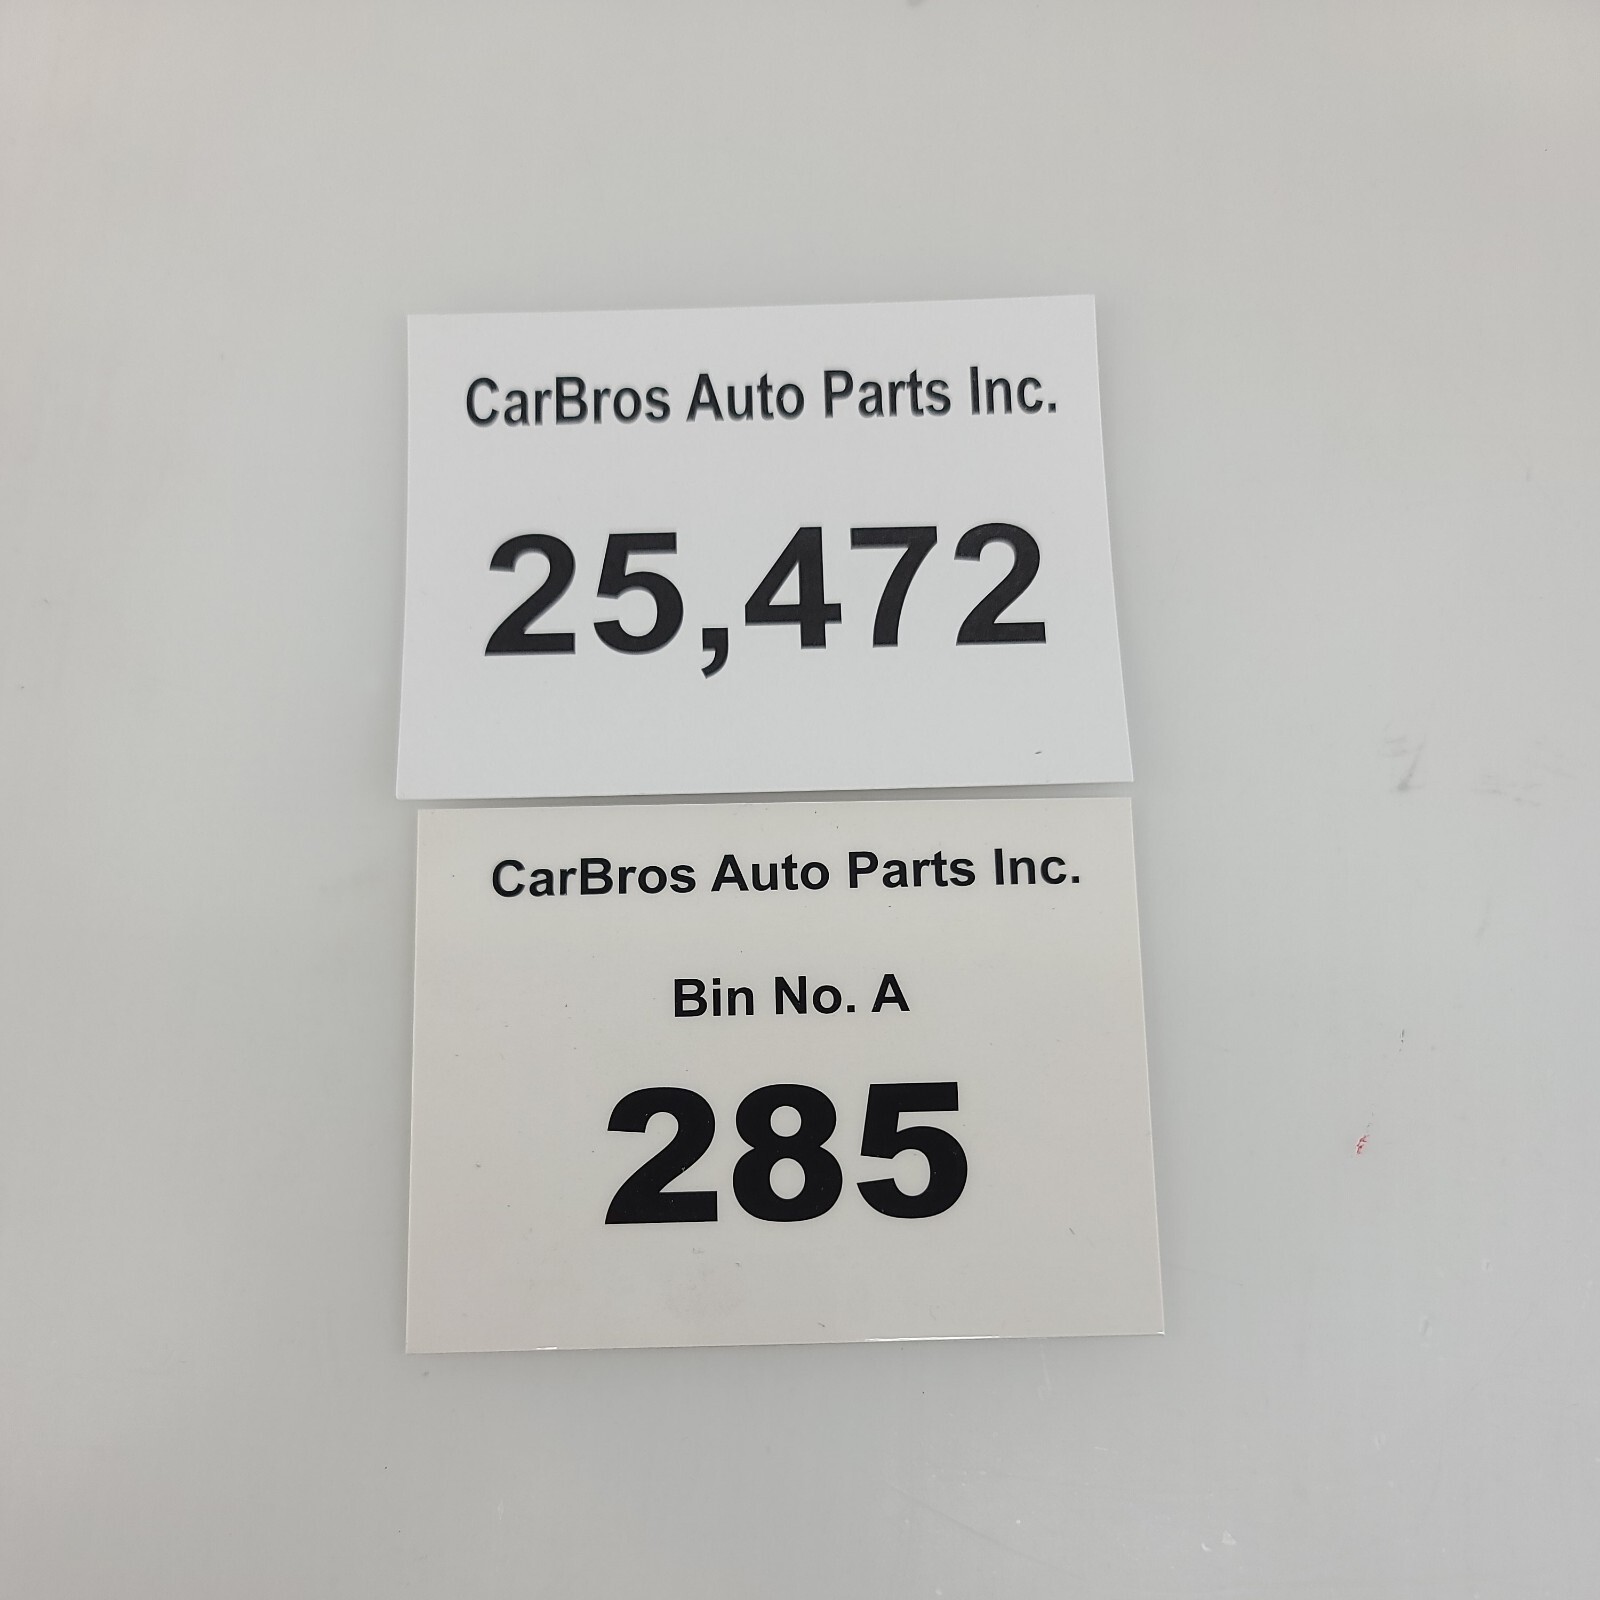 CarBros Auto Parts Inc.
25,472
CarBros Auto Parts Inc.
Bin No. A
285